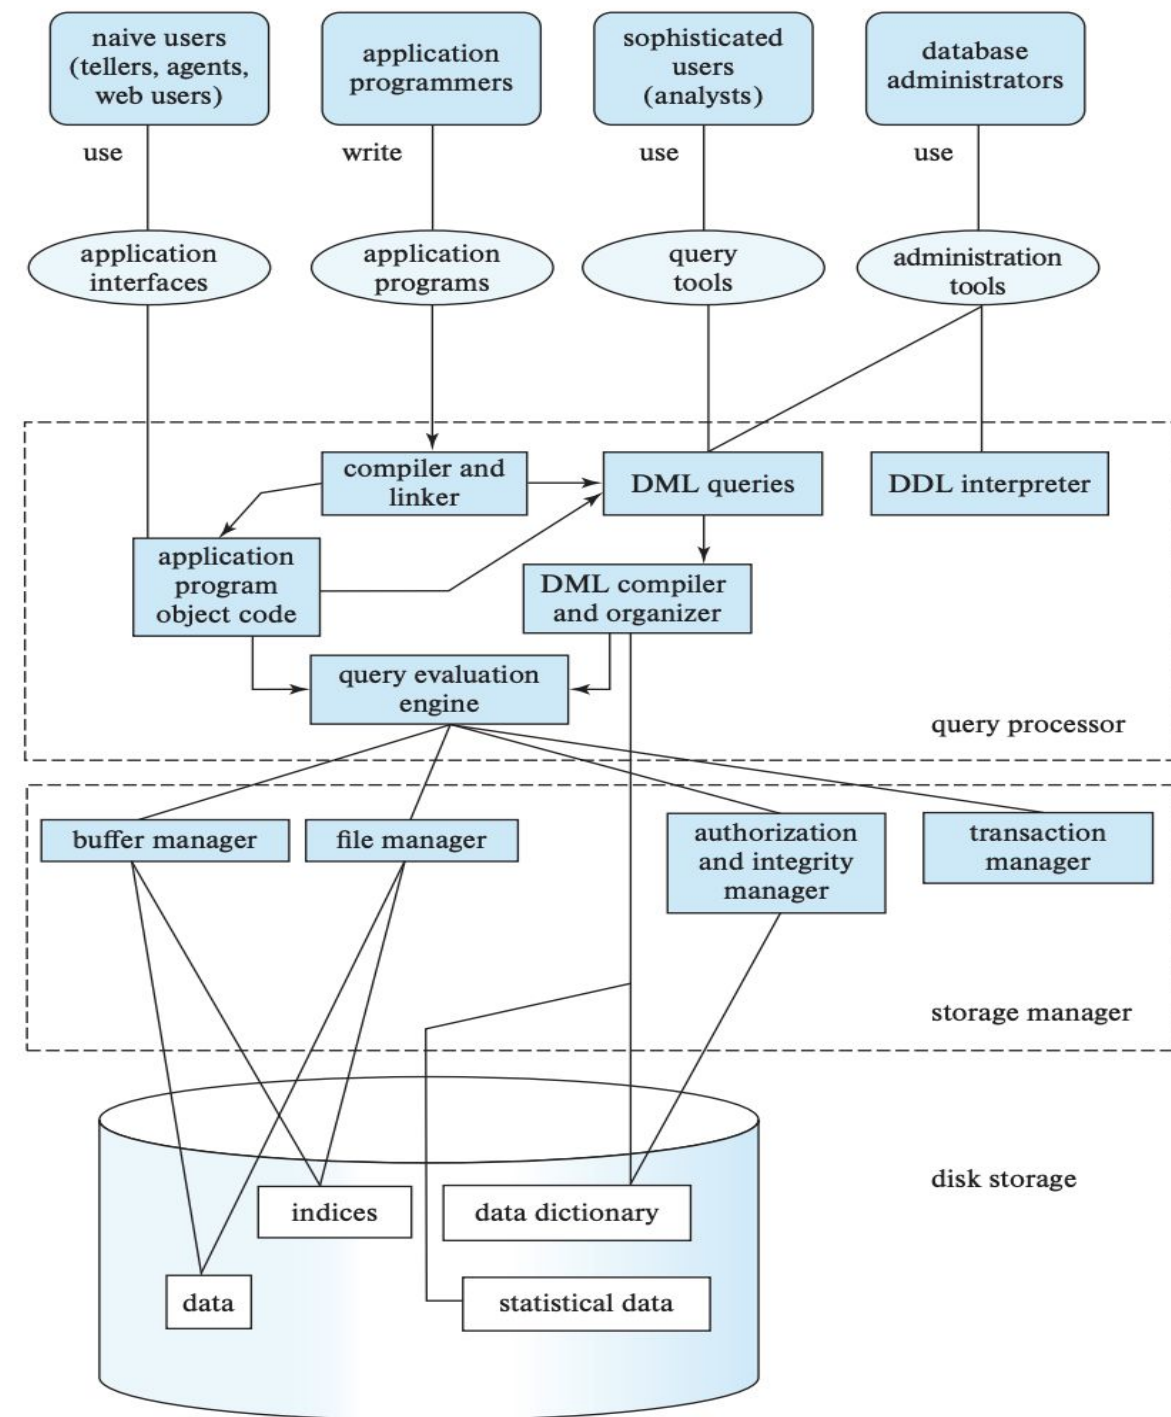 naive users
(tellers, agents,
web users)
application
programmers
sophisticated
users
(analysts)
database
administrators
use
write
use
use
application
interfaces
application
programs
query
tools
administration
tools
compiler and
linker
DML queries
DDL interpreter
application
program
object code
DML compiler
and organizer
query evaluation
engine
query processor
buffer manager
file manager
authorization
and integrity
manager
transaction
manager
storage manager
disk storage
indices
data dictionary
data
statistical data